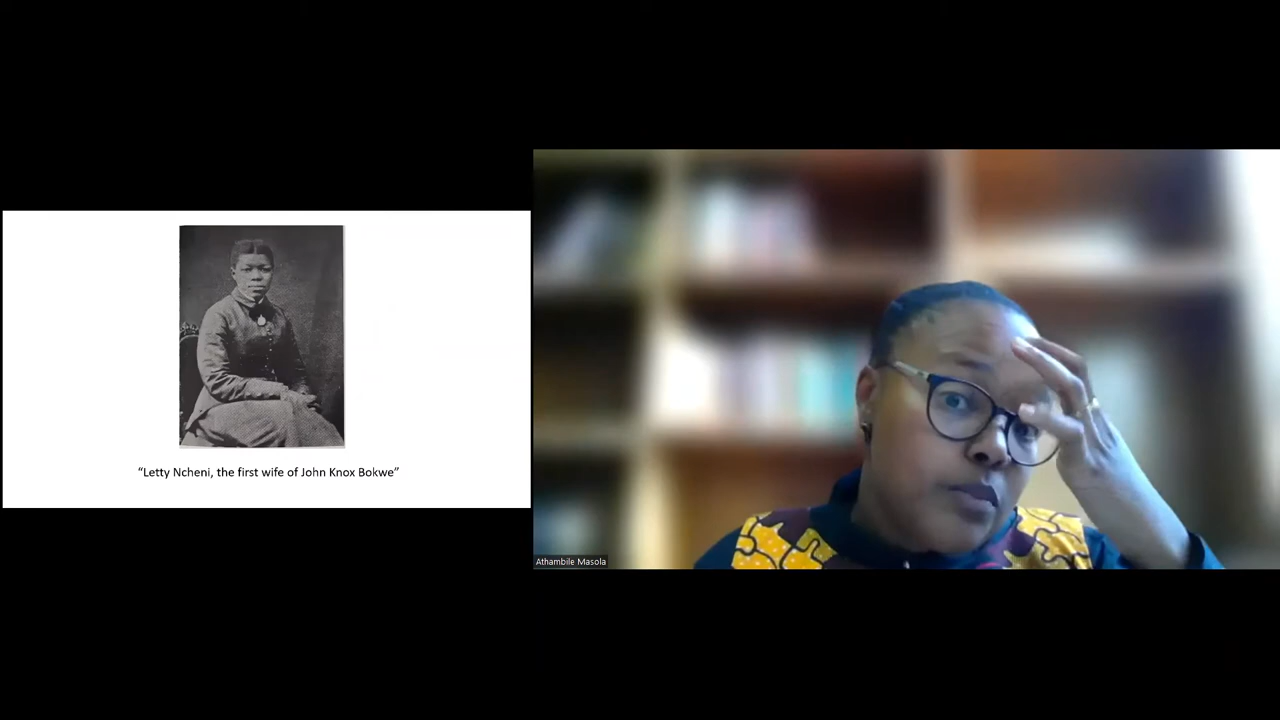 “Letty Ncheni, the first wife of John Knox Bokwe”
Athambile Masola